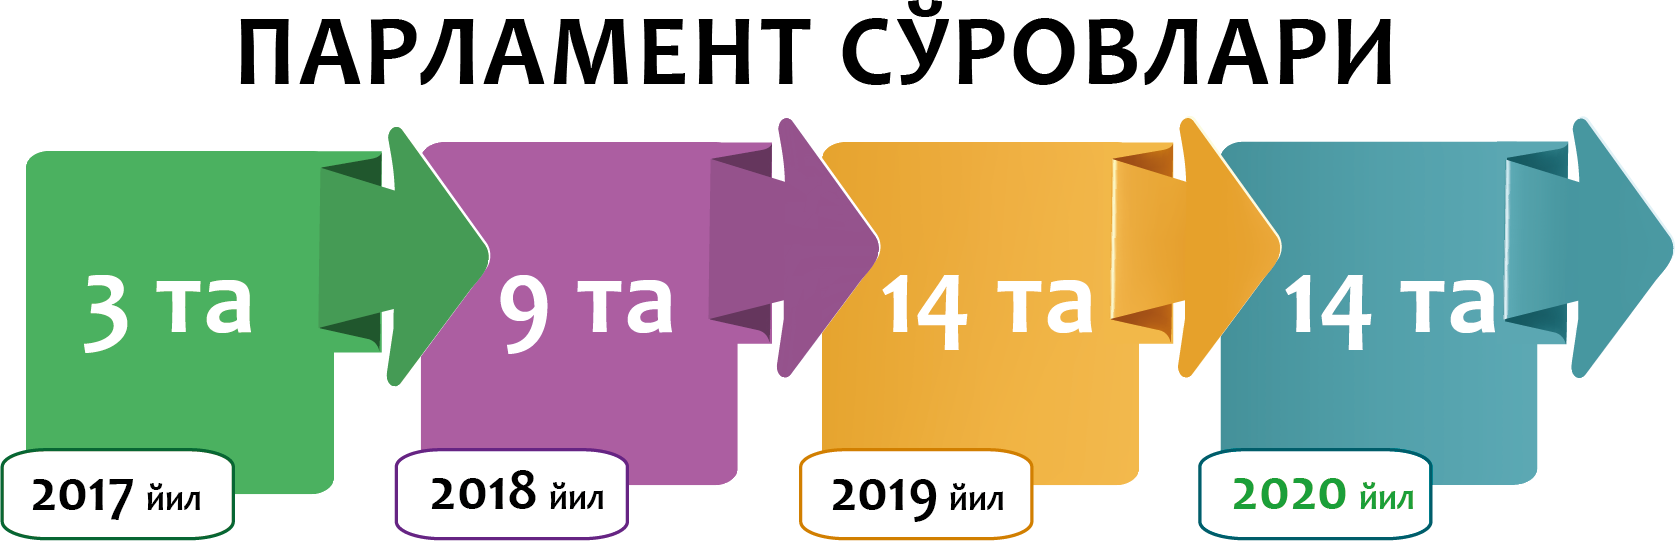 ПАРЛАМЕНТ СЎРОВЛАРИ
3 та
9 та
14 та
14 та
2017 йил
2018 йил
2019 йил
2020 йил